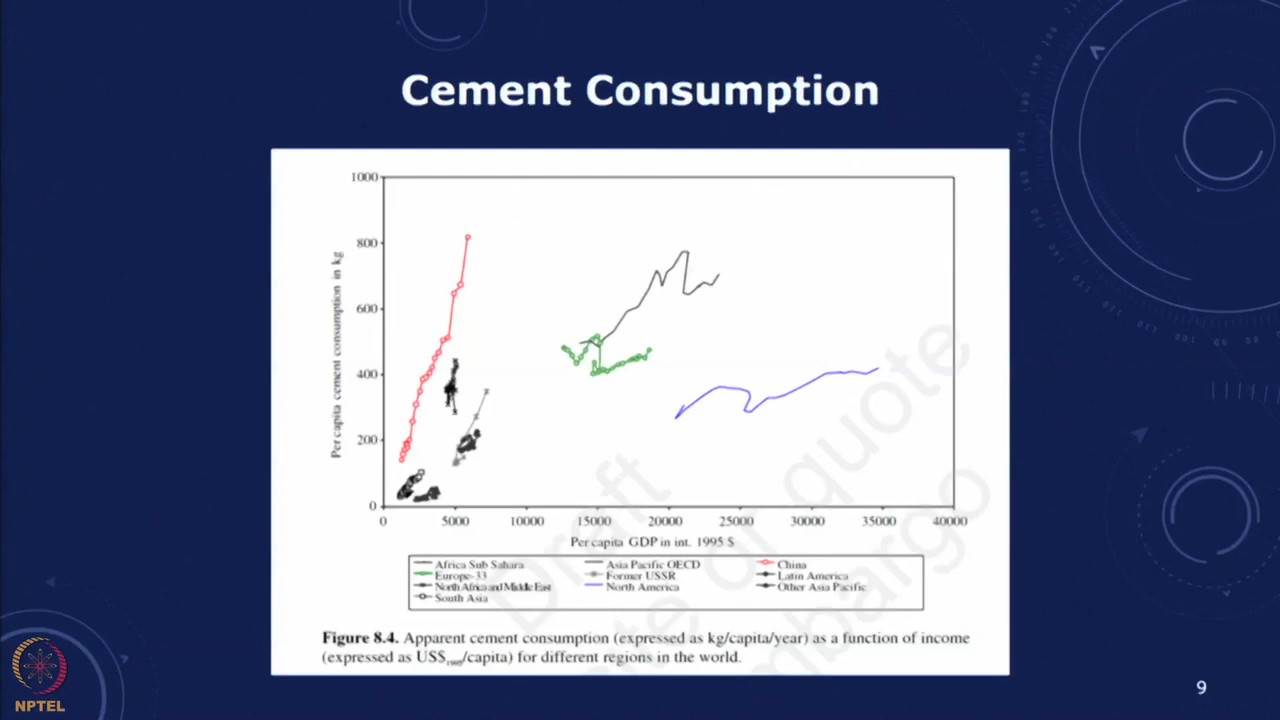 Cement Consumption
1000
800
600
400
200
0
Per capita cement consumption in kg
0 5000 10000 15000 20000 25000 30000 35000 40000
Per capita GDP in int. 1995 $
Africa Sub Sahara Asia Pacific OECD China
Europe-33 Former USSR Latin America
North Africa and Middle East North America Other Asia Pacific
South Asia
Figure 8.4. Apparent cement consumption (expressed as kg/capita/year) as a function of income
(expressed as US$1995/capita) for different regions in the world.
Draft
quote
embargo
NPTEL
9